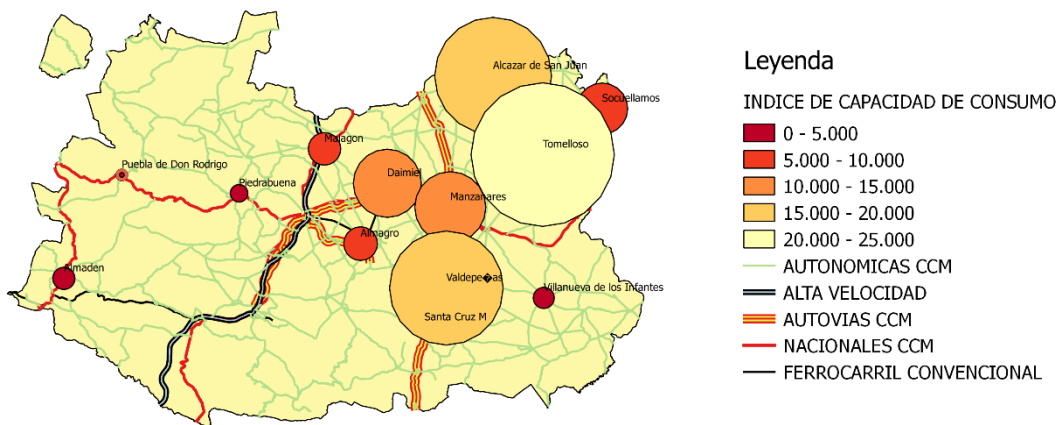 Alcazar de San Juan
Socuellamos
Tomelloso
Malagon
Puebla de Don Rodrigo
Daimiel
Piedrabuena
Manzanares
Almagro
Almaden
Valdepe�as
Villanueva de los Infantes
Santa Cruz M
Leyenda
INDICE DE CAPACIDAD DE CONSUMO
0 - 5.000
5.000 - 10.000
10.000 - 15.000
15.000 - 20.000
20.000 - 25.000
AUTONOMICAS CCM
ALTA VELOCIDAD
AUTOVIAS CCM
NACIONALES CCM
FERROCARRIL CONVENCIONAL